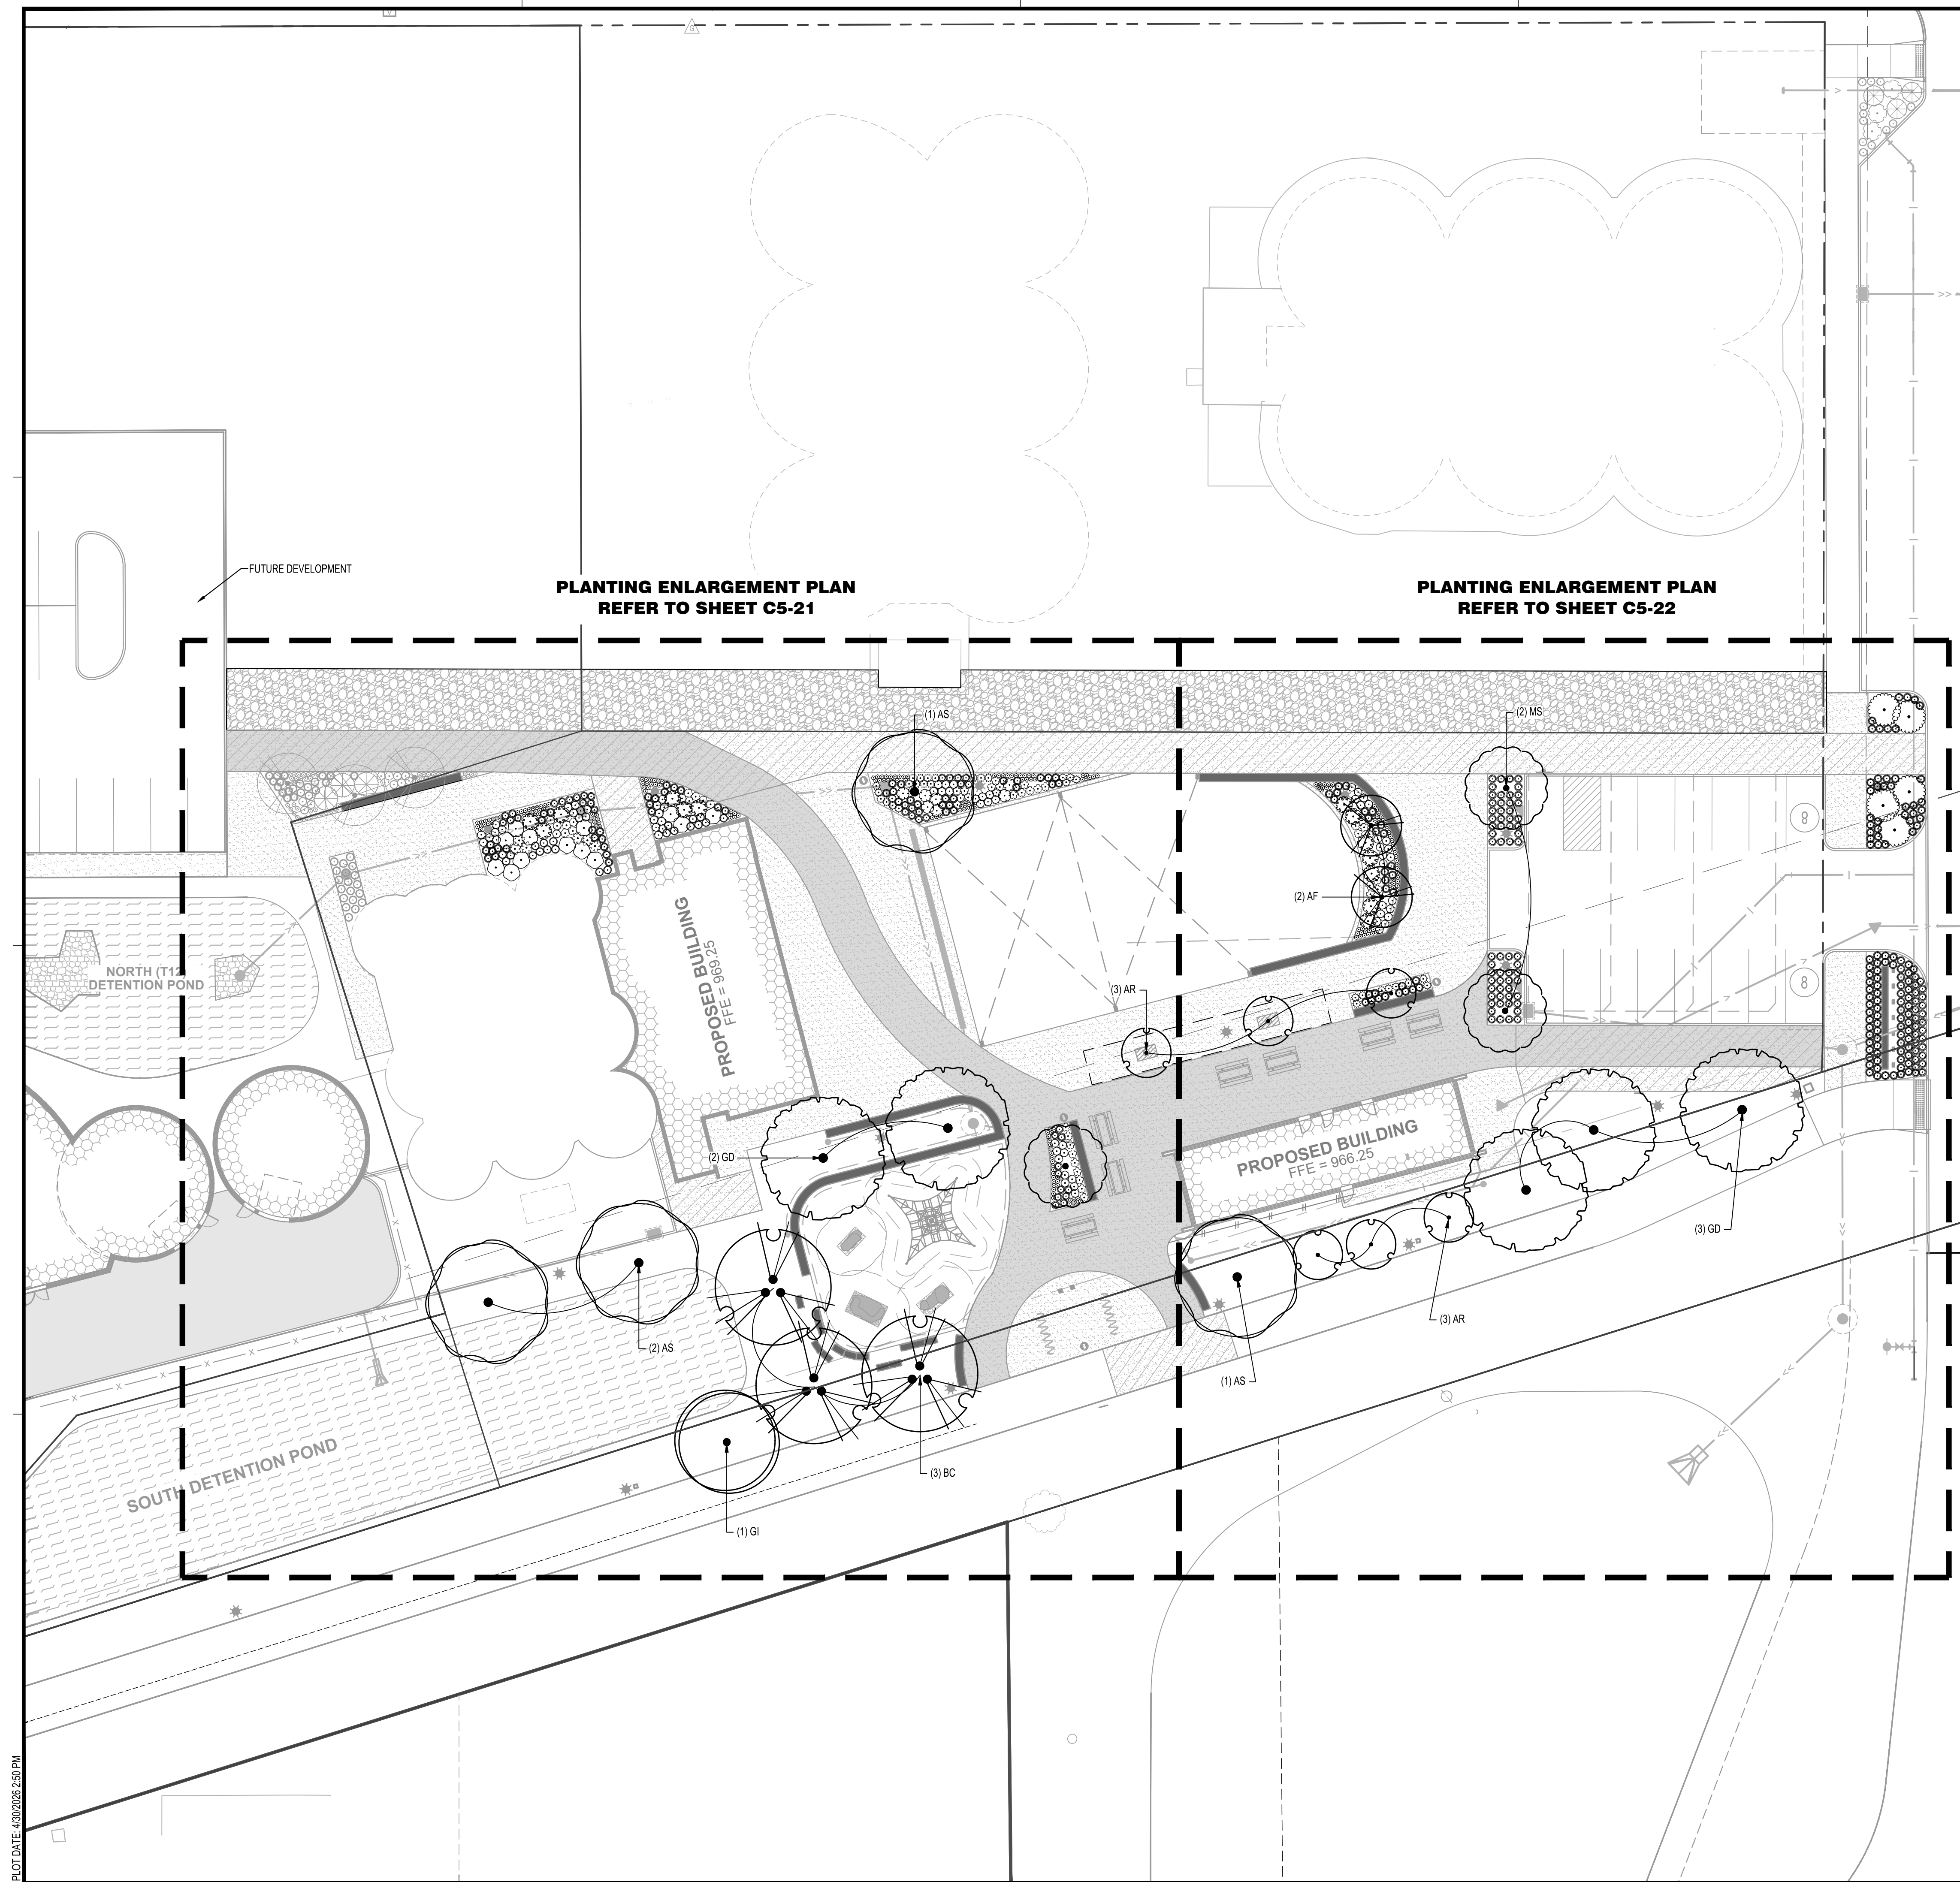 FUTURE DEVELOPMENT
PLANTING ENLARGEMENT PLAN
REFER TO SHEET C5-21
PLANTING ENLARGEMENT PLAN
REFER TO SHEET C5-22
(1) AS
(2) MS
(2) AF
NORTH (T12)
DETENTION POND
PROPOSED BUILDING
FFE = 969.25
(3) AR
(2) GD
PROPOSED BUILDING
FFE = 966.25
(3) GD
(3) AR
(2) AS
(1) AS
SOUTH DETENTION POND
(3) BC
(1) GI
PLOT DATE: 4/30/2026 2:50 PM